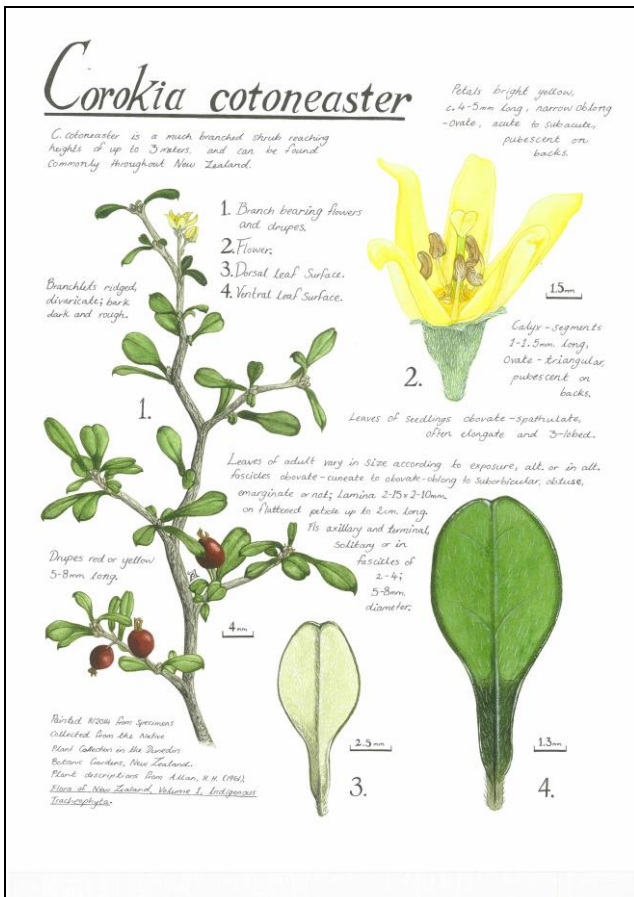 Corokia cotoneaster
C. cotoneaster is a much branched shrub reaching
heights of up to 3 meters, and can be found
commonly throughout New Zealand.
Petals bright yellow,
c. 4-5mm long, narrow oblong
-ovate, acute to subacute,
pubescent on
backs.
1. Branch bearing flowers
and drupes.
2. Flower.
3. Dorsal leaf Surface.
4. Ventral leaf Surface.
Branchlets ridged,
divaricate; bark
dark and rough.
1.5mm
Calyx-segments
1-1.5mm long,
Ovate-triangular,
pubescent on
backs.
2.
1.
Leaves of seedlings obovate-spathulate,
often elongate and 3-lobed.
Leaves of adult vary in size according to exposure, alt. or in alt.
fascicles obovate-cuneate to obovate-oblong to suborbicular, obtuse,
emarginate or not; lamina 2-15 x 2-10mm.
on flattened petiole up to 2cm long.
Fls axillary and terminal,
solitary or in
fascicles of
2-4;
5-8mm
diameter.
Drupes red or yellow
5-8mm long.
4mm
2.5mm
1.3mm
3.
4.
Painted 11/2014 from Specimens
Collected from the Native
Plant Collection in the Dunedin
Botanic Gardens, New Zealand.
Plant descriptions from Allan, H.H. (1961).
Flora of New Zealand, Volume 1, Indigenous
Tracheophyta.